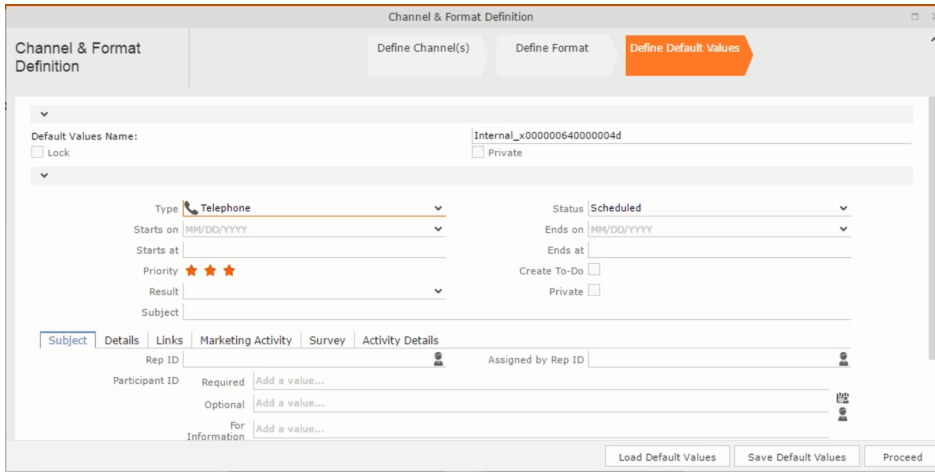 Channel & Format Definition
Channel & Format
Definition
Define Channel(s)
Define Format
Define Default Values
Default Values Name:
Internal_x000000640000004d
Lock
Private
Type Telephone
Status Scheduled
Starts on MM/DD/YYYY
Ends on MM/DD/YYYY
Starts at
Ends at
Priority
Create To-Do
Result
Private
Subject
Subject Details Links Marketing Activity Survey Activity Details
Rep ID
Assigned by Rep ID
Participant ID Required Add a value...
Optional Add a value...
For
Information Add a value...
Load Default Values
Save Default Values
Proceed